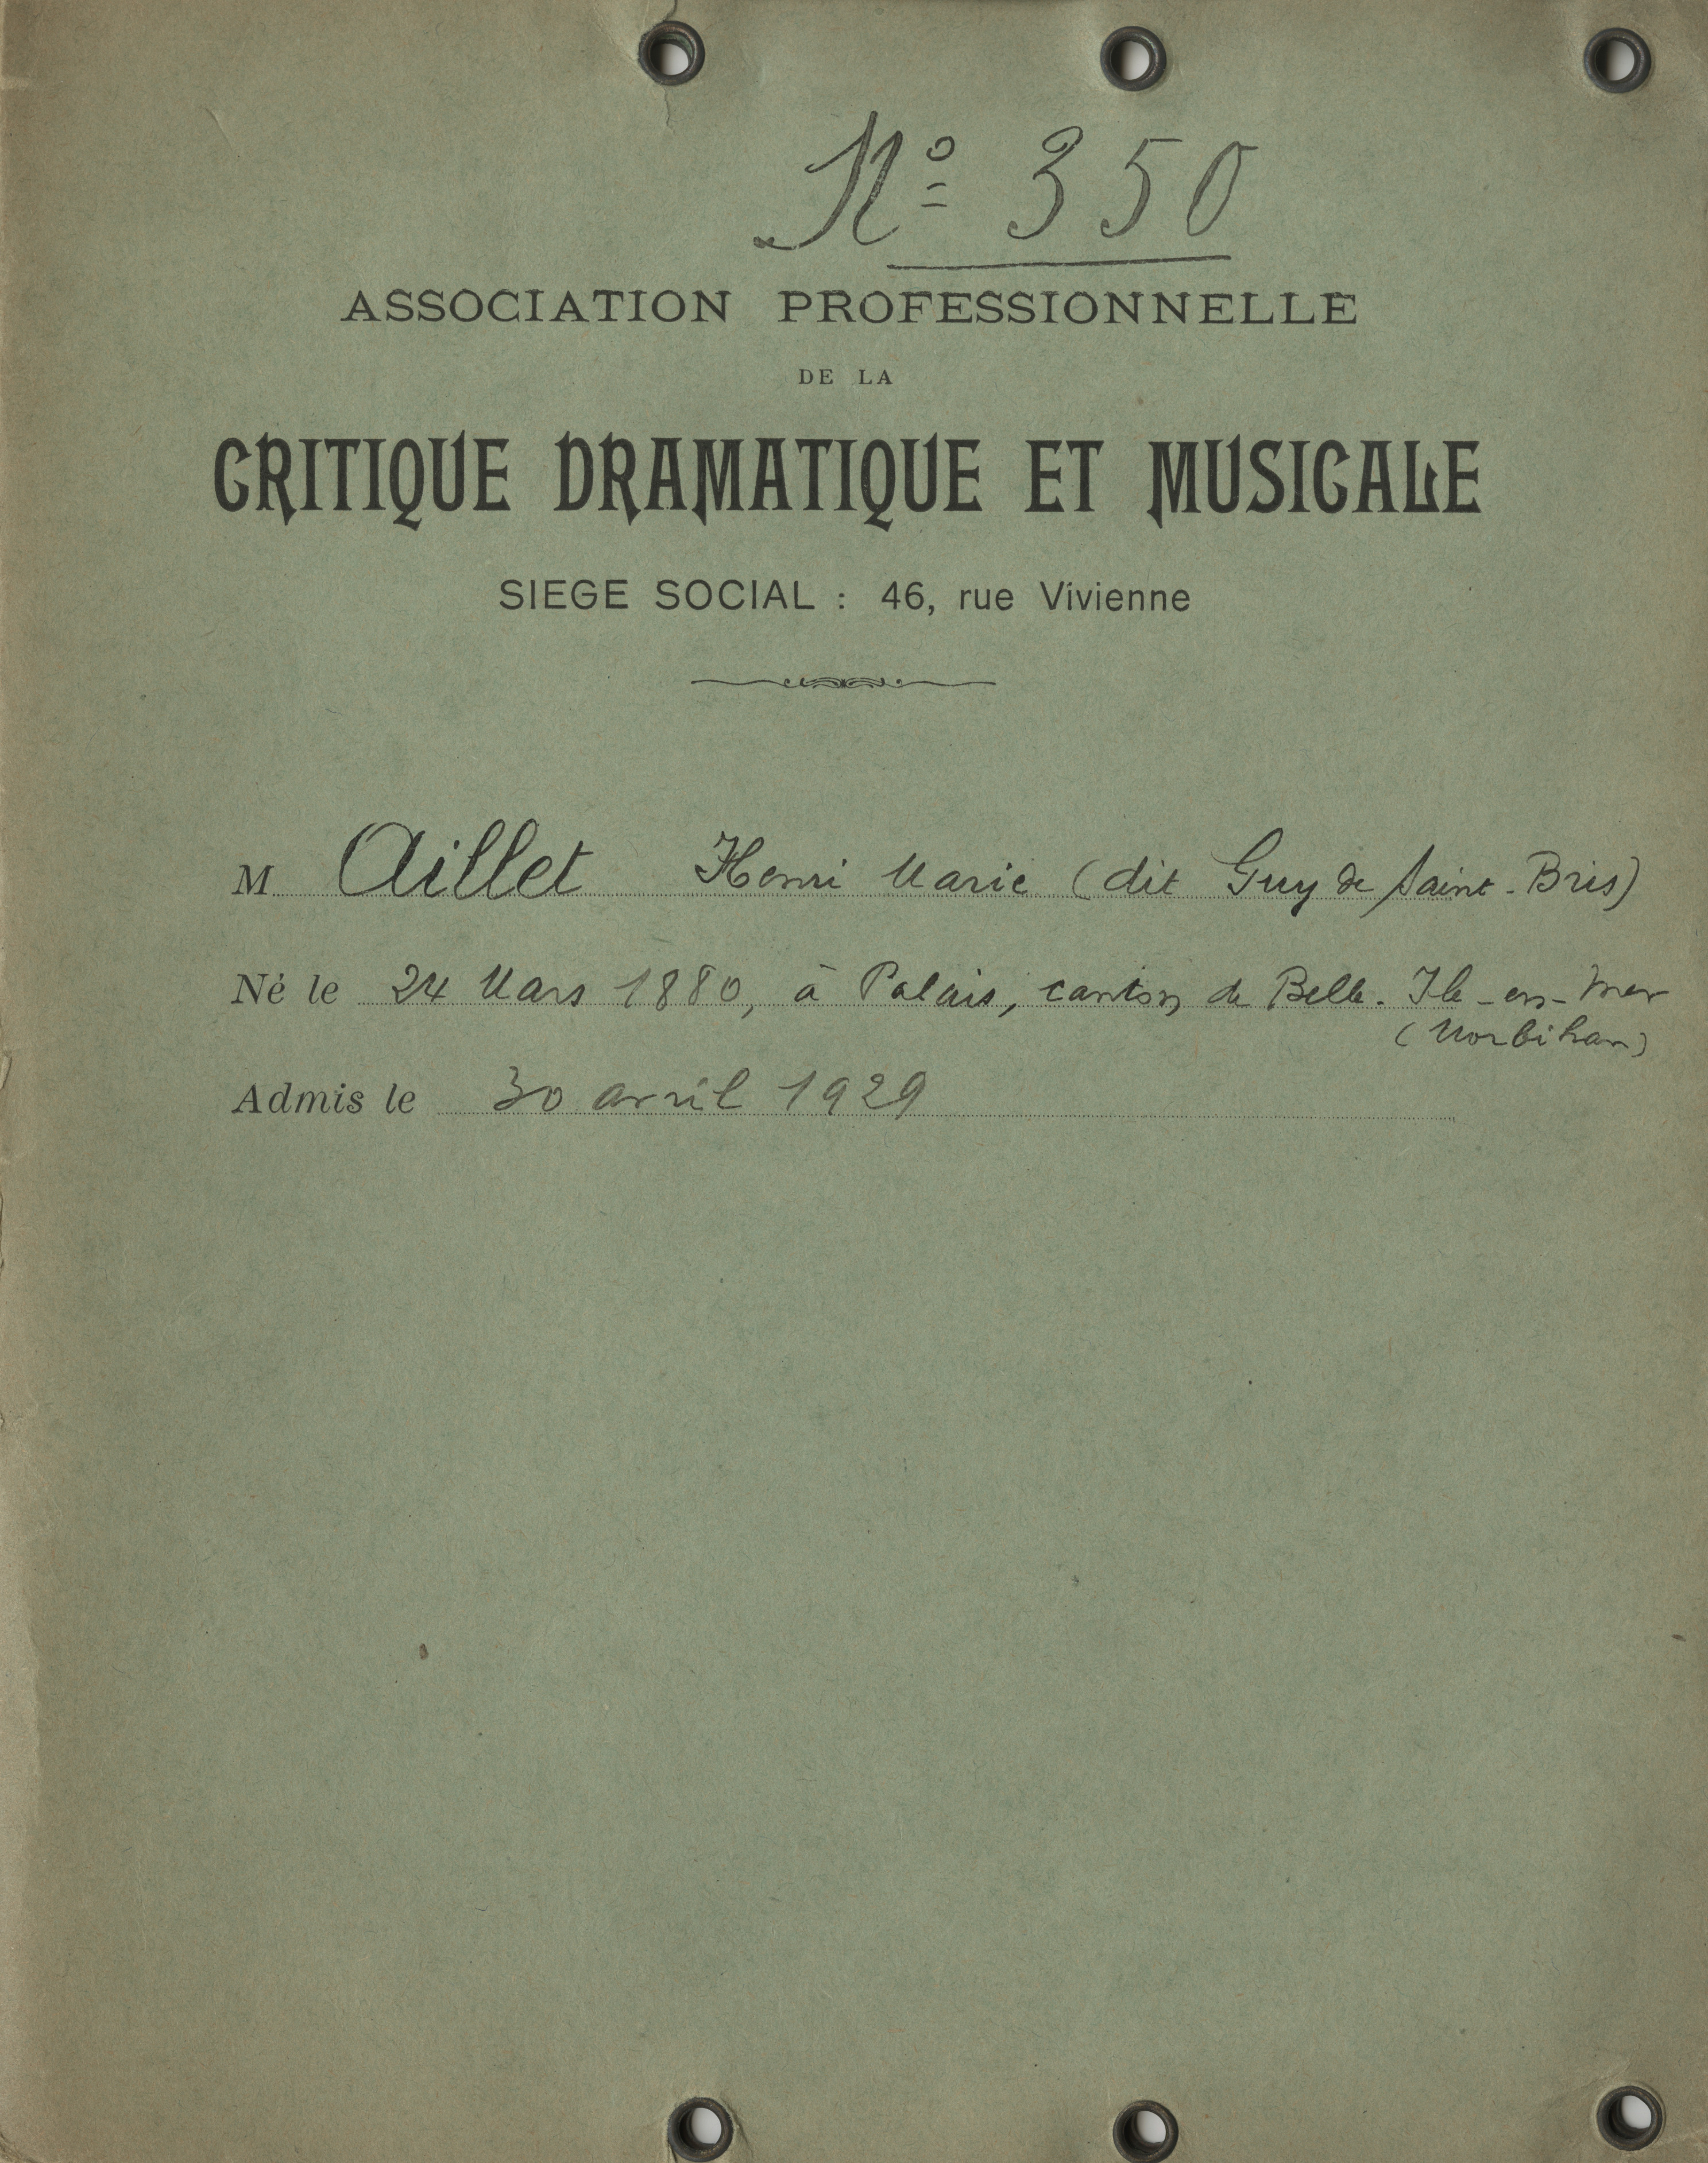 Nº 350
ASSOCIATION PROFESSIONNELLE
DE LA
CRITIQUE DRAMATIQUE ET MUSICALE
SIEGE SOCIAL : 46, rue Vivienne
M Aillet Henri Marie (dit Guy de Saint-Bris)
Né le 24 Mars 1880, à Palais, canton de Belle-Ile-en-Mer
(Morbihan)
Admis le 30 avril 1929